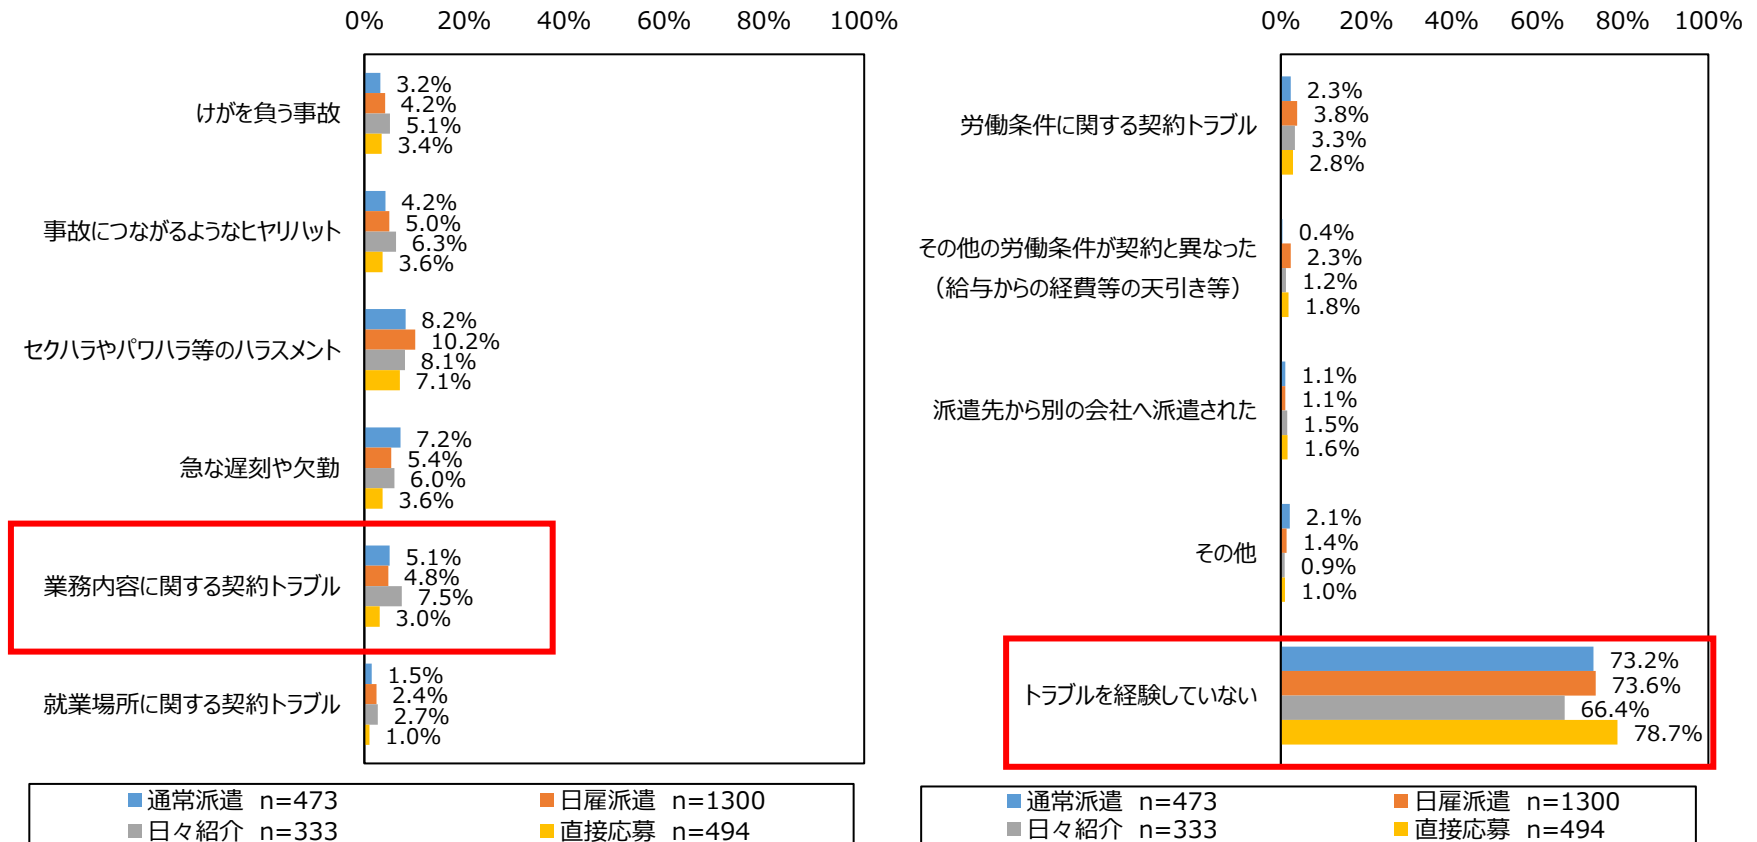 0% 20% 40% 60% 80% 100%
けがを負う事故
3.2%
4.2%
5.1%
3.4%
事故につながるようなヒヤリハット
4.2%
5.0%
6.3%
3.6%
セクハラやパワハラ等のハラスメント
8.2%
10.2%
8.1%
7.1%
急な遅刻や欠勤
7.2%
5.4%
6.0%
3.6%
業務内容に関する契約トラブル
5.1%
4.8%
7.5%
3.0%
就業場所に関する契約トラブル
1.5%
2.4%
2.7%
1.0%
通常派遣 n=473 日雇派遣 n=1300
日々紹介 n=333 直接応募 n=494
0% 20% 40% 60% 80% 100%
労働条件に関する契約トラブル
2.3%
3.8%
3.3%
2.8%
その他の労働条件が契約と異なった
（給与からの経費等の天引き等）
0.4%
2.3%
1.2%
1.8%
派遣先から別の会社へ派遣された
1.1%
1.1%
1.5%
1.6%
その他
2.1%
1.4%
0.9%
1.0%
トラブルを経験していない
73.2%
73.6%
66.4%
78.7%
通常派遣 n=473 日雇派遣 n=1300
日々紹介 n=333 直接応募 n=494